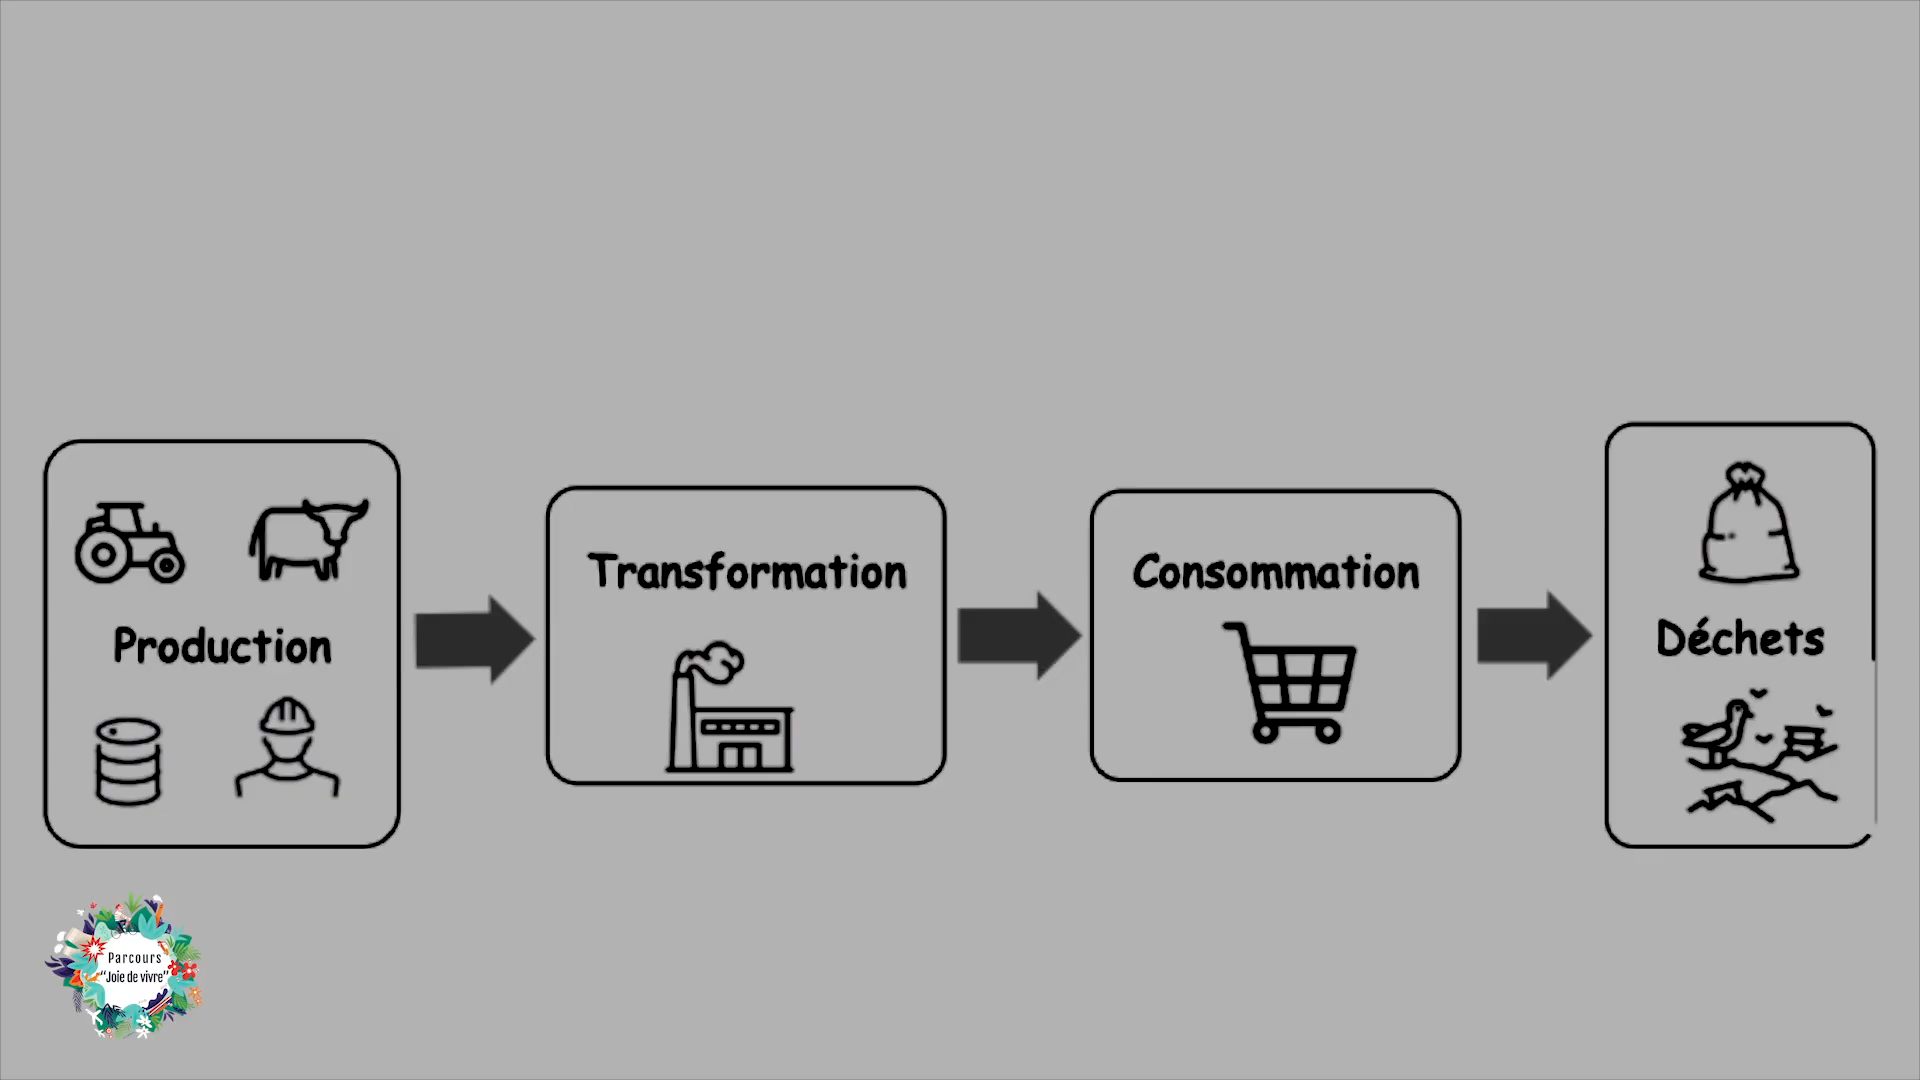 Production
Transformation
Consommation
Déchets
Parcours
“Joie de vivre”